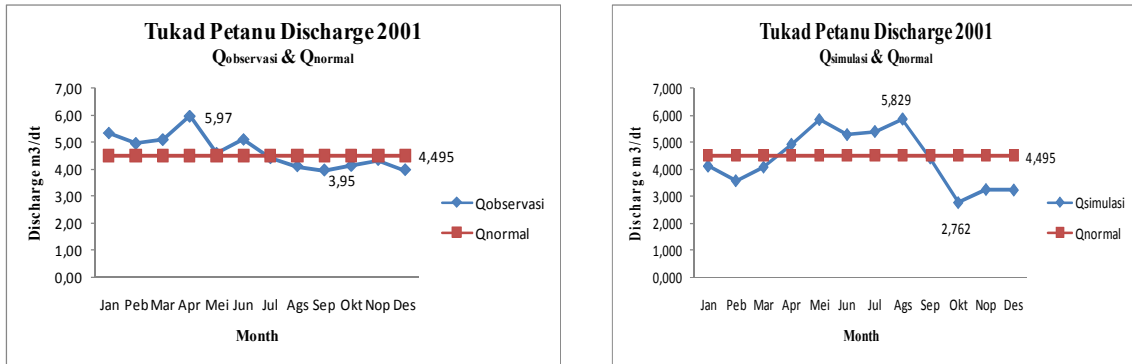 Tukad Petanu Discharge 2001
Qobservasi & Qnormal
7,00
6,00
5,00
4,00
3,00
2,00
1,00
0,00
Discharge m3/dt
5,97
4,495
3,95
Qobservasi
Qnormal
Jan Peb Mar Apr Mei Jun Jul Ags Sep Okt Nop Des
Month
Tukad Petanu Discharge 2001
Qsimulasi & Qnormal
7,000
6,000
5,000
4,000
3,000
2,000
1,000
0,000
Discharge m3/dt
5,829
4,495
2,762
Qsimulasi
Qnormal
Jan Peb Mar Apr Mei Jun Jul Ags Sep Okt Nop Des
Month